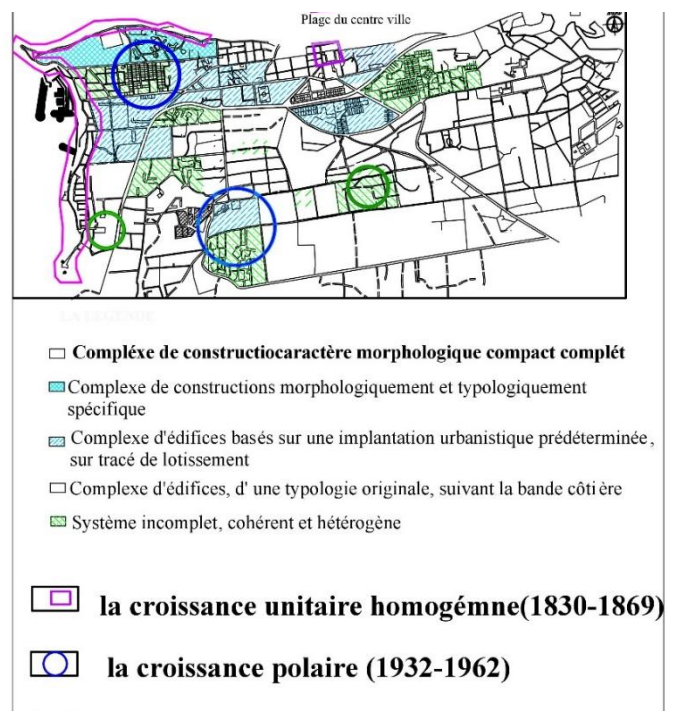 Plage du centre ville
LA LEGENDE
Compléxe de constructiocaractère morphologique compact complét
Complexe de constructions morphologiquement et typologiquement
spécifique
Complexe d'édifices basés sur une implantation urbanistique prédéterminée,
sur tracé de lotissement
Complexe d'édifices, d' une typologie originale, suivant la bande côtière
Système incomplet, cohérent et hétérogène
la croissance unitaire homogémne(1830-1869)
la croissance polaire (1932-1962)